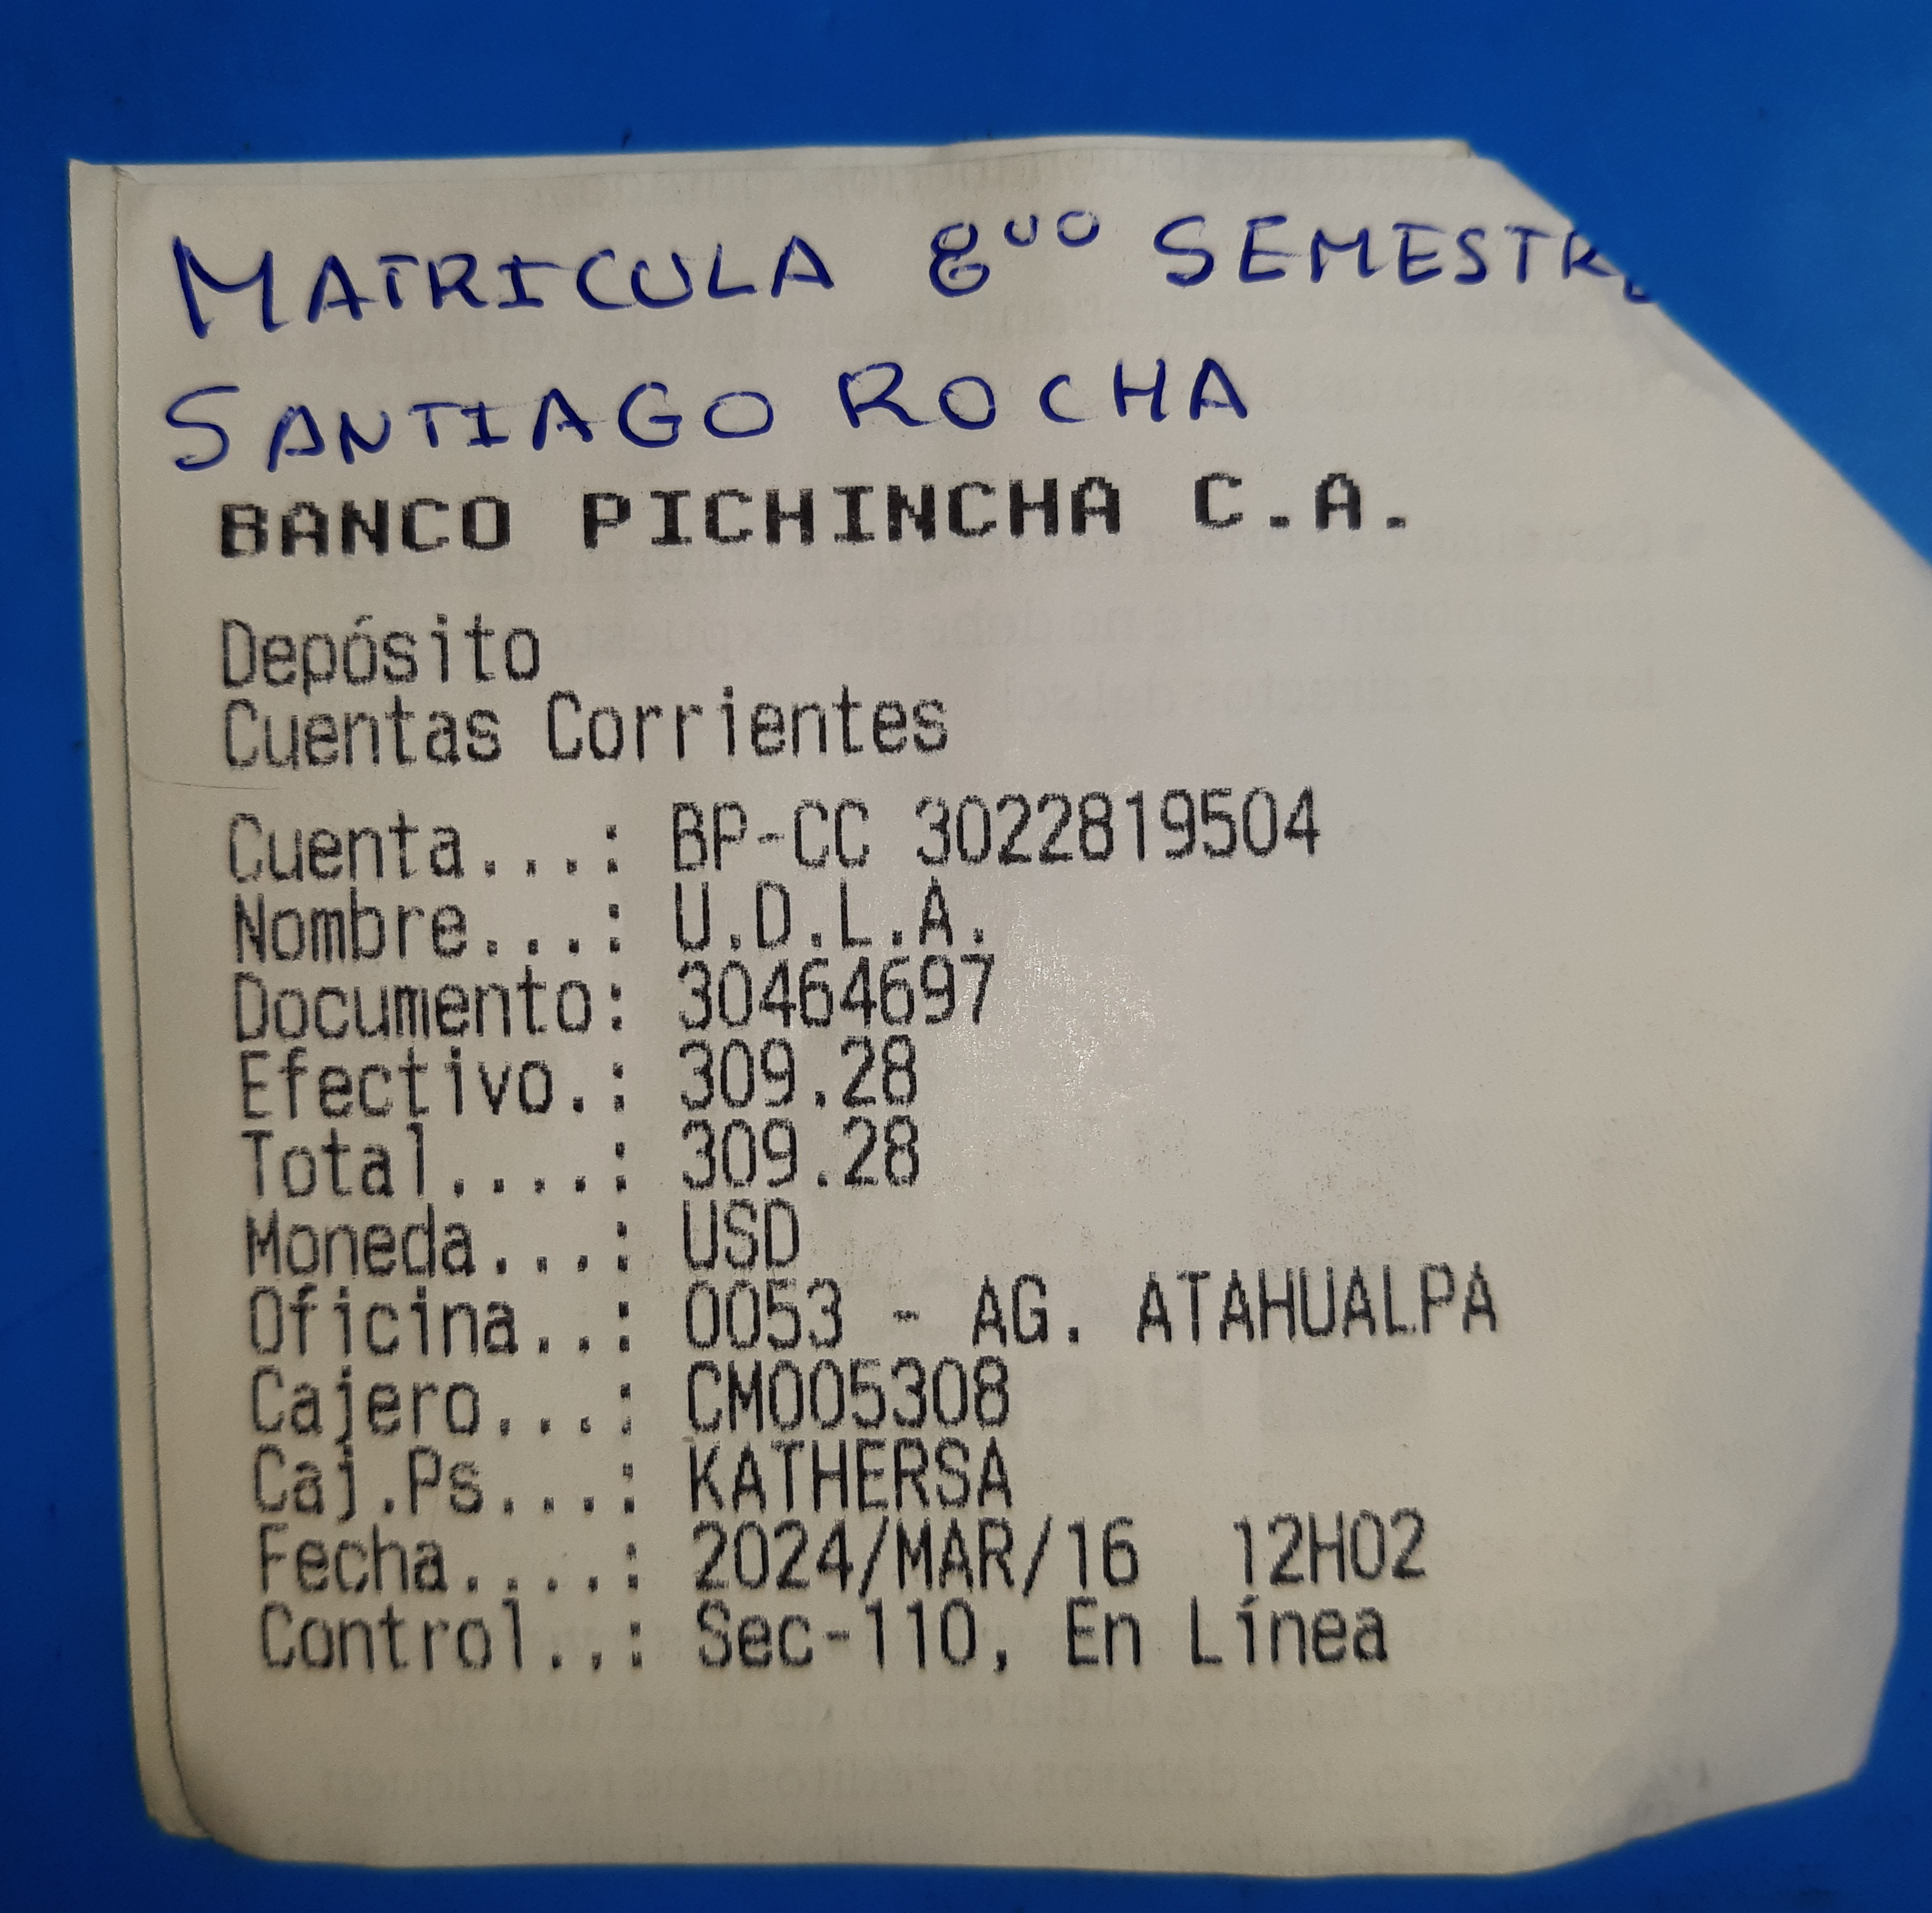 MATRICULA 8vo SEMESTRE
SANTIAGO ROCHA
BANCO PICHINCHA C.A.
Depósito
Cuentas Corrientes
Cuenta...: BP-CC 3022819504
Nombre...: U.D.L.A.
Documento: 30464697
Efectivo.: 309.28
Total....: 309.28
Moneda...: USD
Oficina..: 0053 - AG. ATAHUALPA
Cajero...: CM005308
Caj.Ps...: KATHERSA
Fecha....: 2024/MAR/16 12H02
Control..: Sec-110, En Línea